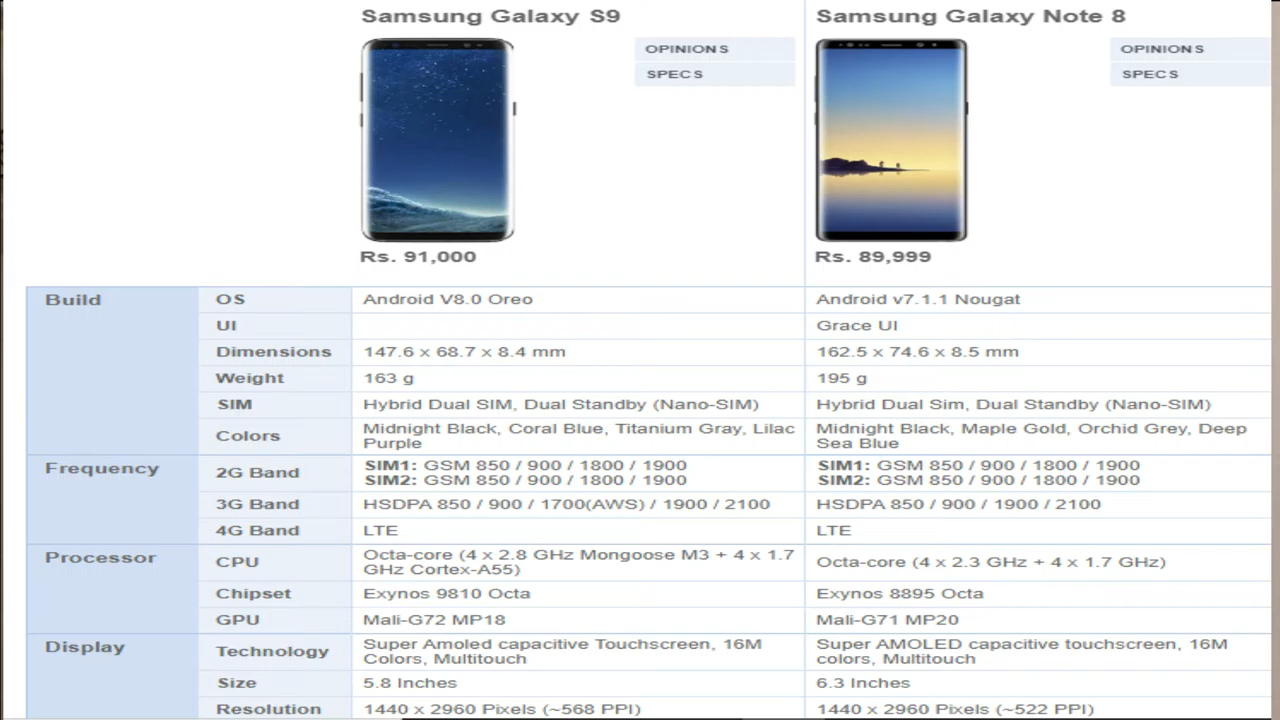 Samsung Galaxy S9 Samsung Galaxy Note 8
OPINIONS OPINIONS
SPECS SPECS
Rs. 91,000 Rs. 89,999
Build OS Android V8.0 Oreo Android v7.1.1 Nougat
UI Grace UI
Dimensions 147.6 x 68.7 x 8.4 mm 162.5 x 74.6 x 8.5 mm
Weight 163 g 195 g
SIM Hybrid Dual SIM, Dual Standby (Nano-SIM) Hybrid Dual Sim, Dual Standby (Nano-SIM)
Colors Midnight Black, Coral Blue, Titanium Gray, Lilac Midnight Black, Maple Gold, Orchid Grey, Deep
Purple Sea Blue
Frequency 2G Band SIM1: GSM 850 / 900 / 1800 / 1900 SIM1: GSM 850 / 900 / 1800 / 1900
SIM2: GSM 850 / 900 / 1800 / 1900 SIM2: GSM 850 / 900 / 1800 / 1900
3G Band HSDPA 850 / 900 / 1700(AWS) / 1900 / 2100 HSDPA 850 / 900 / 1900 / 2100
4G Band LTE LTE
Processor CPU Octa-core (4 x 2.8 GHz Mongoose M3 + 4 x 1.7 Octa-core (4 x 2.3 GHz + 4 x 1.7 GHz)
GHz Cortex-A55)
Chipset Exynos 9810 Octa Exynos 8895 Octa
GPU Mali-G72 MP18 Mali-G71 MP20
Display Technology Super Amoled capacitive Touchscreen, 16M Super AMOLED capacitive touchscreen, 16M
Colors, Multitouch colors, Multitouch
Size 5.8 Inches 6.3 Inches
Resolution 1440 x 2960 Pixels (~568 PPI) 1440 x 2960 Pixels (~522 PPI)